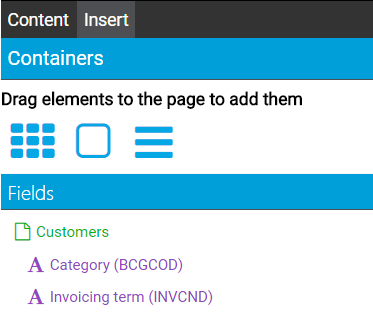 Content Insert
Containers
Drag elements to the page to add them
Fields
Customers
A Category (BCGCOD)
A Invoicing term (INVCND)